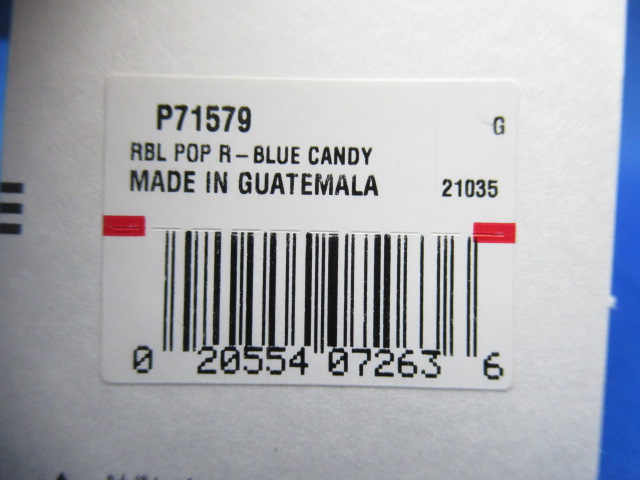 P71579
G
RBL POP R-BLUE CANDY
MADE IN GUATEMALA
21035
0 20554 07263 6